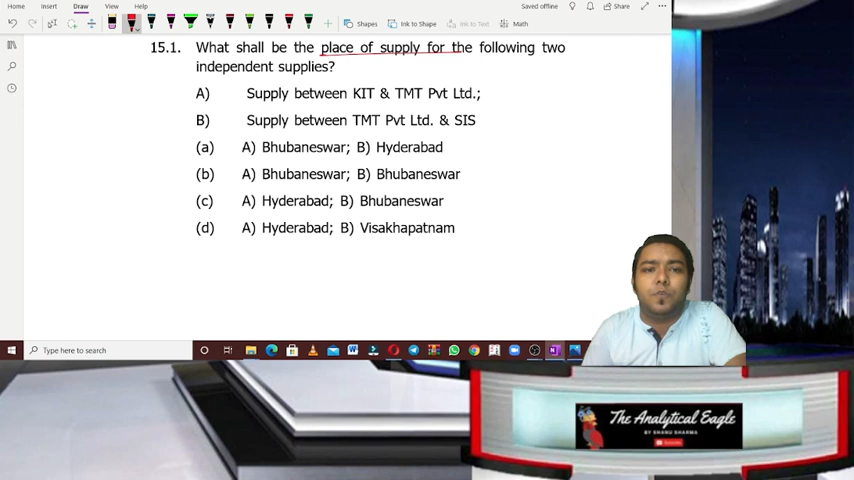 Home Insert Draw View Help Saved offline Share
Shapes Ink to Shape Ink to Text Math
15.1. What shall be the place of supply for the following two
independent supplies?
A) Supply between KIT & TMT Pvt Ltd.;
B) Supply between TMT Pvt Ltd. & SIS
(a) A) Bhubaneswar; B) Hyderabad
(b) A) Bhubaneswar; B) Bhubaneswar
(c) A) Hyderabad; B) Bhubaneswar
(d) A) Hyderabad; B) Visakhapatnam
Type here to search
The Analytical Eagle
BY SHANU SHARMA